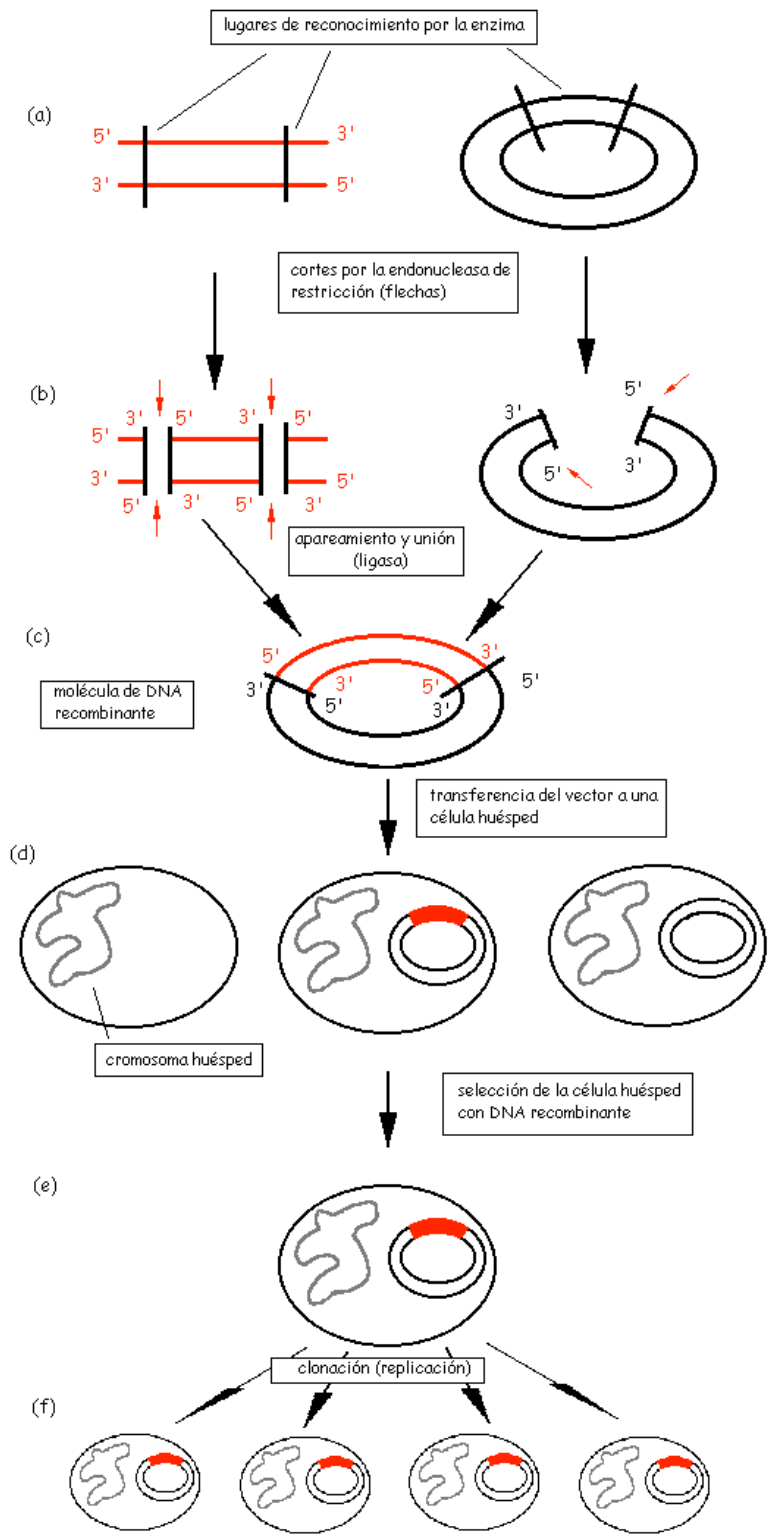 lugares de reconocimiento por la enzima
(a)
5'
3'
3'
5'
cortes por la endonucleasa de
restricción (flechas)
(b)
3'
5'
3'
5'
5'
3'
5'
5'
3'
5'
3'
3'
5'
3'
5'
3'
apareamiento y unión
(ligasa)
(c)
5'
3'
3'
5'
3'
5'
5'
3'
molécula de DNA
recombinante
transferencia del vector a una
célula huésped
(d)
cromosoma huésped
selección de la célula huésped
con DNA recombinante
(e)
clonación (replicación)
(f)